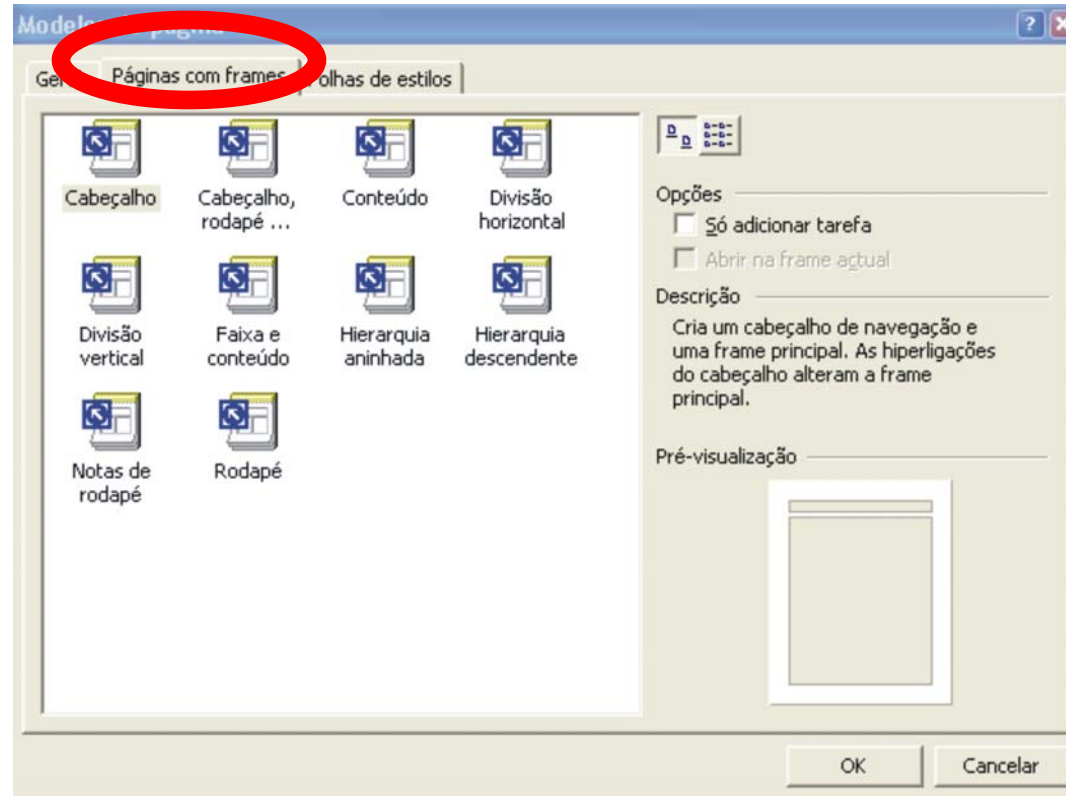 Páginas com frames
olhas de estilos
Cabeçalho
Cabeçalho,
rodapé ...
Conteúdo
Divisão
horizontal
Divisão
vertical
Faixa e
conteúdo
Hierarquia
aninhada
Hierarquia
descendente
Notas de
rodapé
Rodapé
Opções
Só adicionar tarefa
Abrir na frame actual
Descrição
Cria um cabeçalho de navegação e
uma frame principal. As hiperligações
do cabeçalho alteram a frame
principal.
Pré-visualização
OK
Cancelar